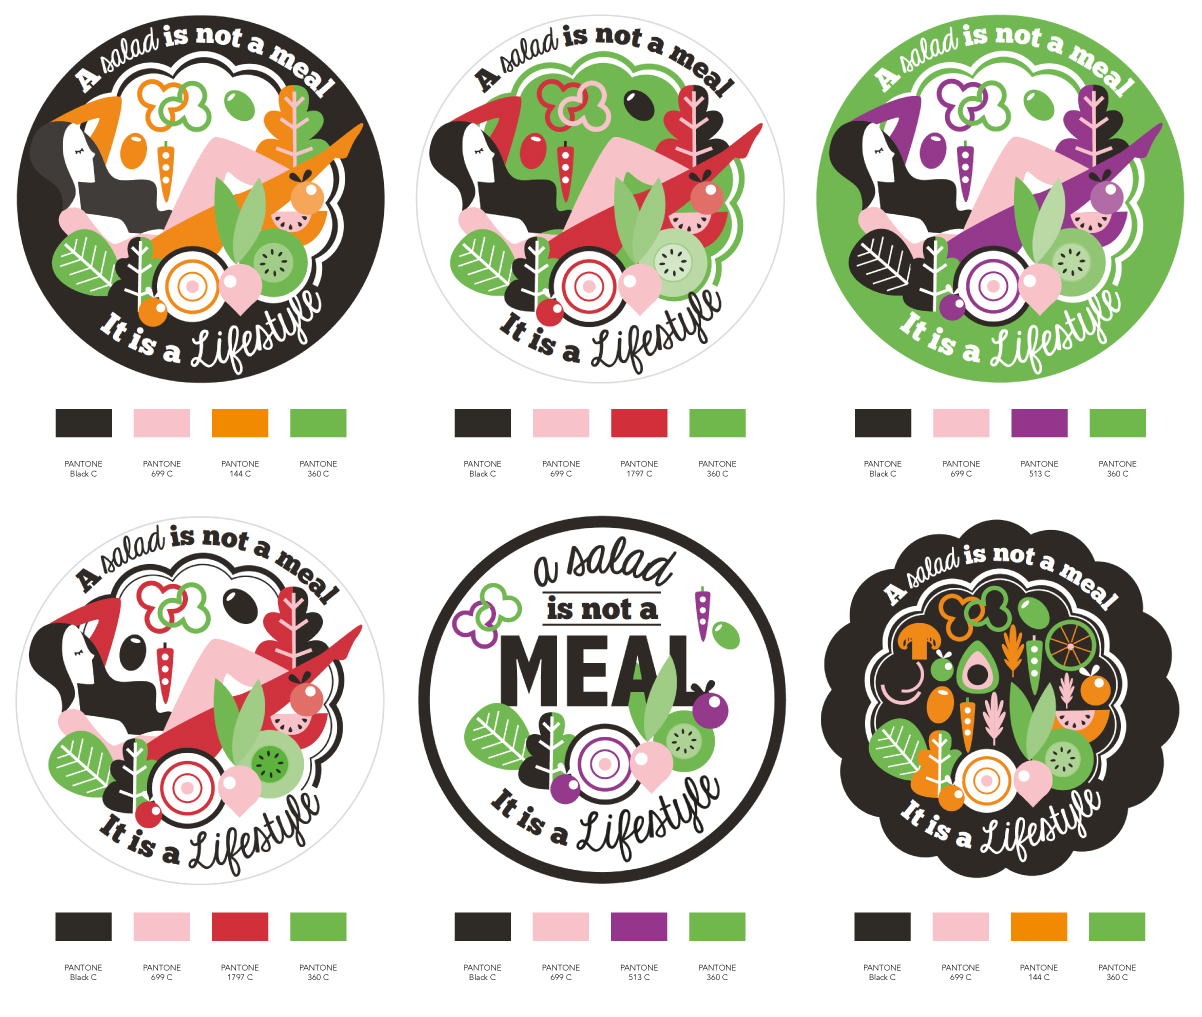 A salad is not a meal
It is a Lifestyle
A salad is not a meal
It is a Lifestyle
A salad is not a meal
It is a Lifestyle
PANTONE
Black C
PANTONE
699 C
PANTONE
144 C
PANTONE
360 C
PANTONE
Black C
PANTONE
699 C
PANTONE
1797 C
PANTONE
360 C
PANTONE
Black C
PANTONE
699 C
PANTONE
513 C
PANTONE
360 C
A salad is not a meal
It is a Lifestyle
a salad
is not a
MEAL
It is a Lifestyle
A salad is not a meal
It is a Lifestyle
PANTONE
Black C
PANTONE
699 C
PANTONE
1797 C
PANTONE
360 C
PANTONE
Black C
PANTONE
699 C
PANTONE
513 C
PANTONE
360 C
PANTONE
Black C
PANTONE
699 C
PANTONE
144 C
PANTONE
360 C